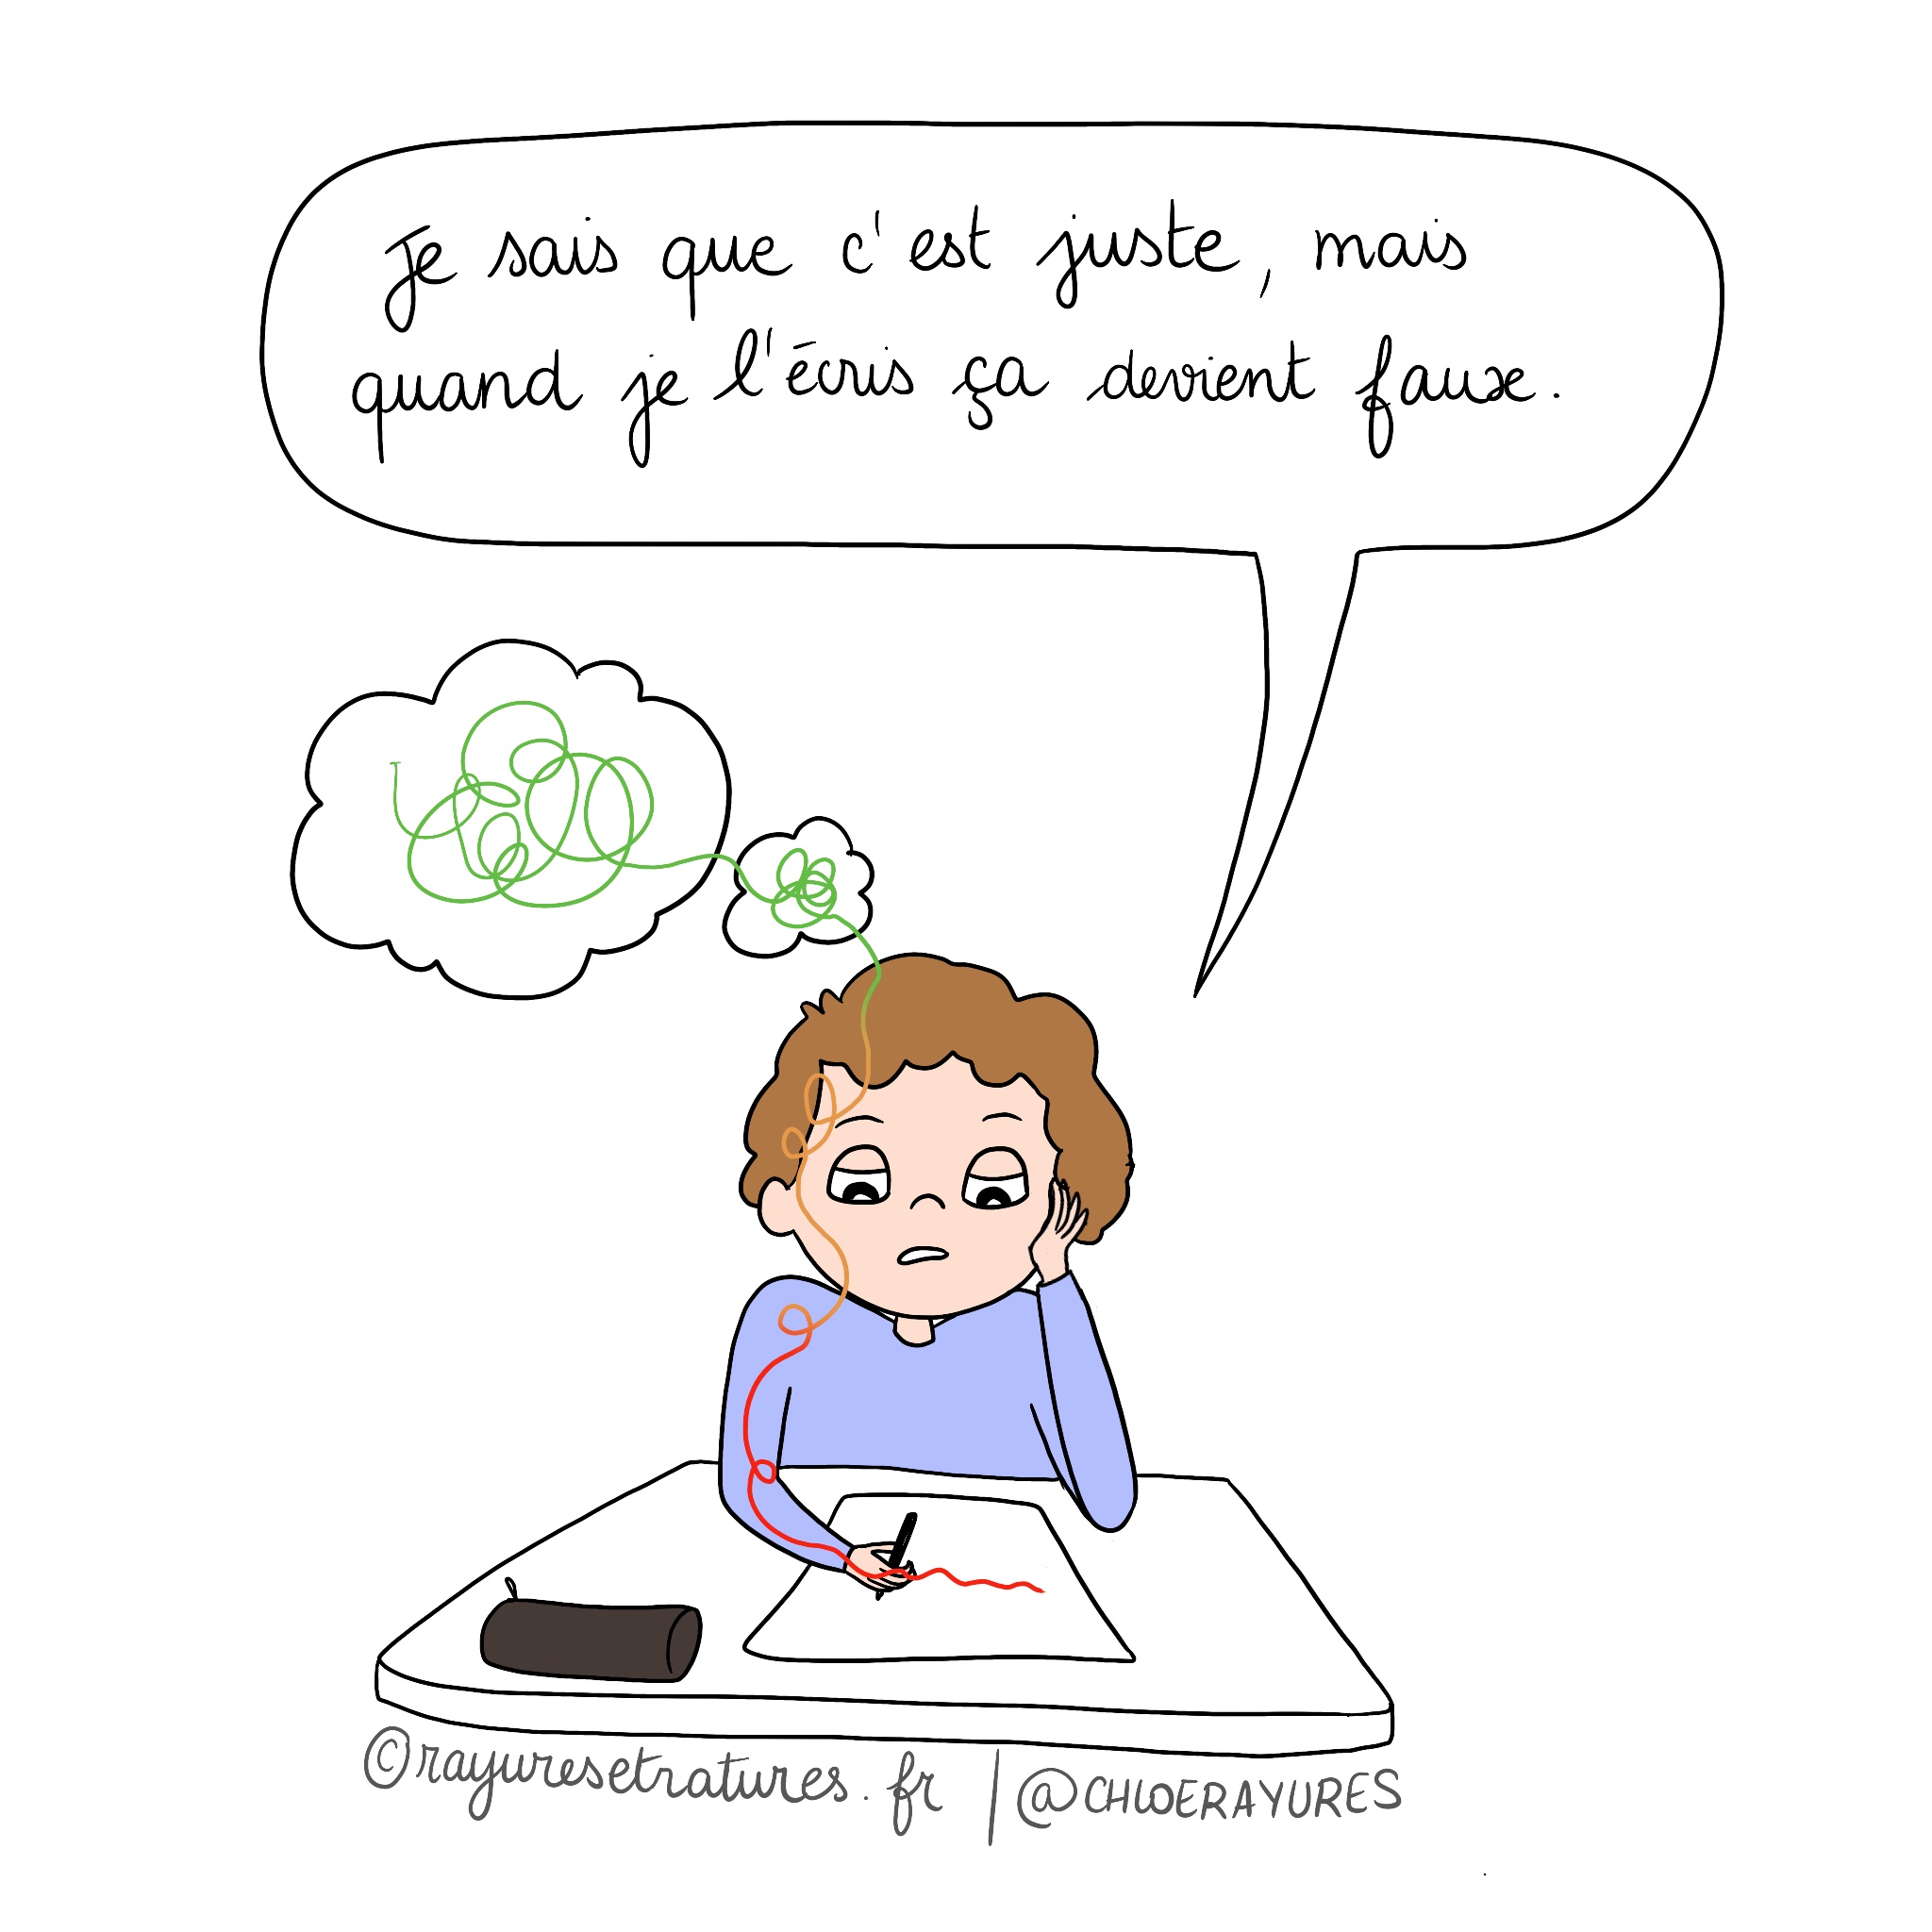 je sais que c'est juste, mais
quand je l'écris ça devient faux.
©rayuresetratures.fr | @CHLOERAYURES